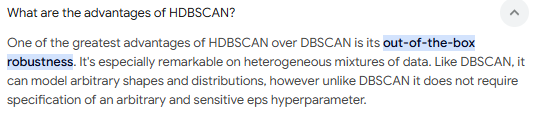 What are the advantages of HDBSCAN?
One of the greatest advantages of HDBSCAN over DBSCAN is its out-of-the-box
robustness. It's especially remarkable on heterogeneous mixtures of data. Like DBSCAN, it
can model arbitrary shapes and distributions, however unlike DBSCAN it does not require
specification of an arbitrary and sensitive eps hyperparameter.